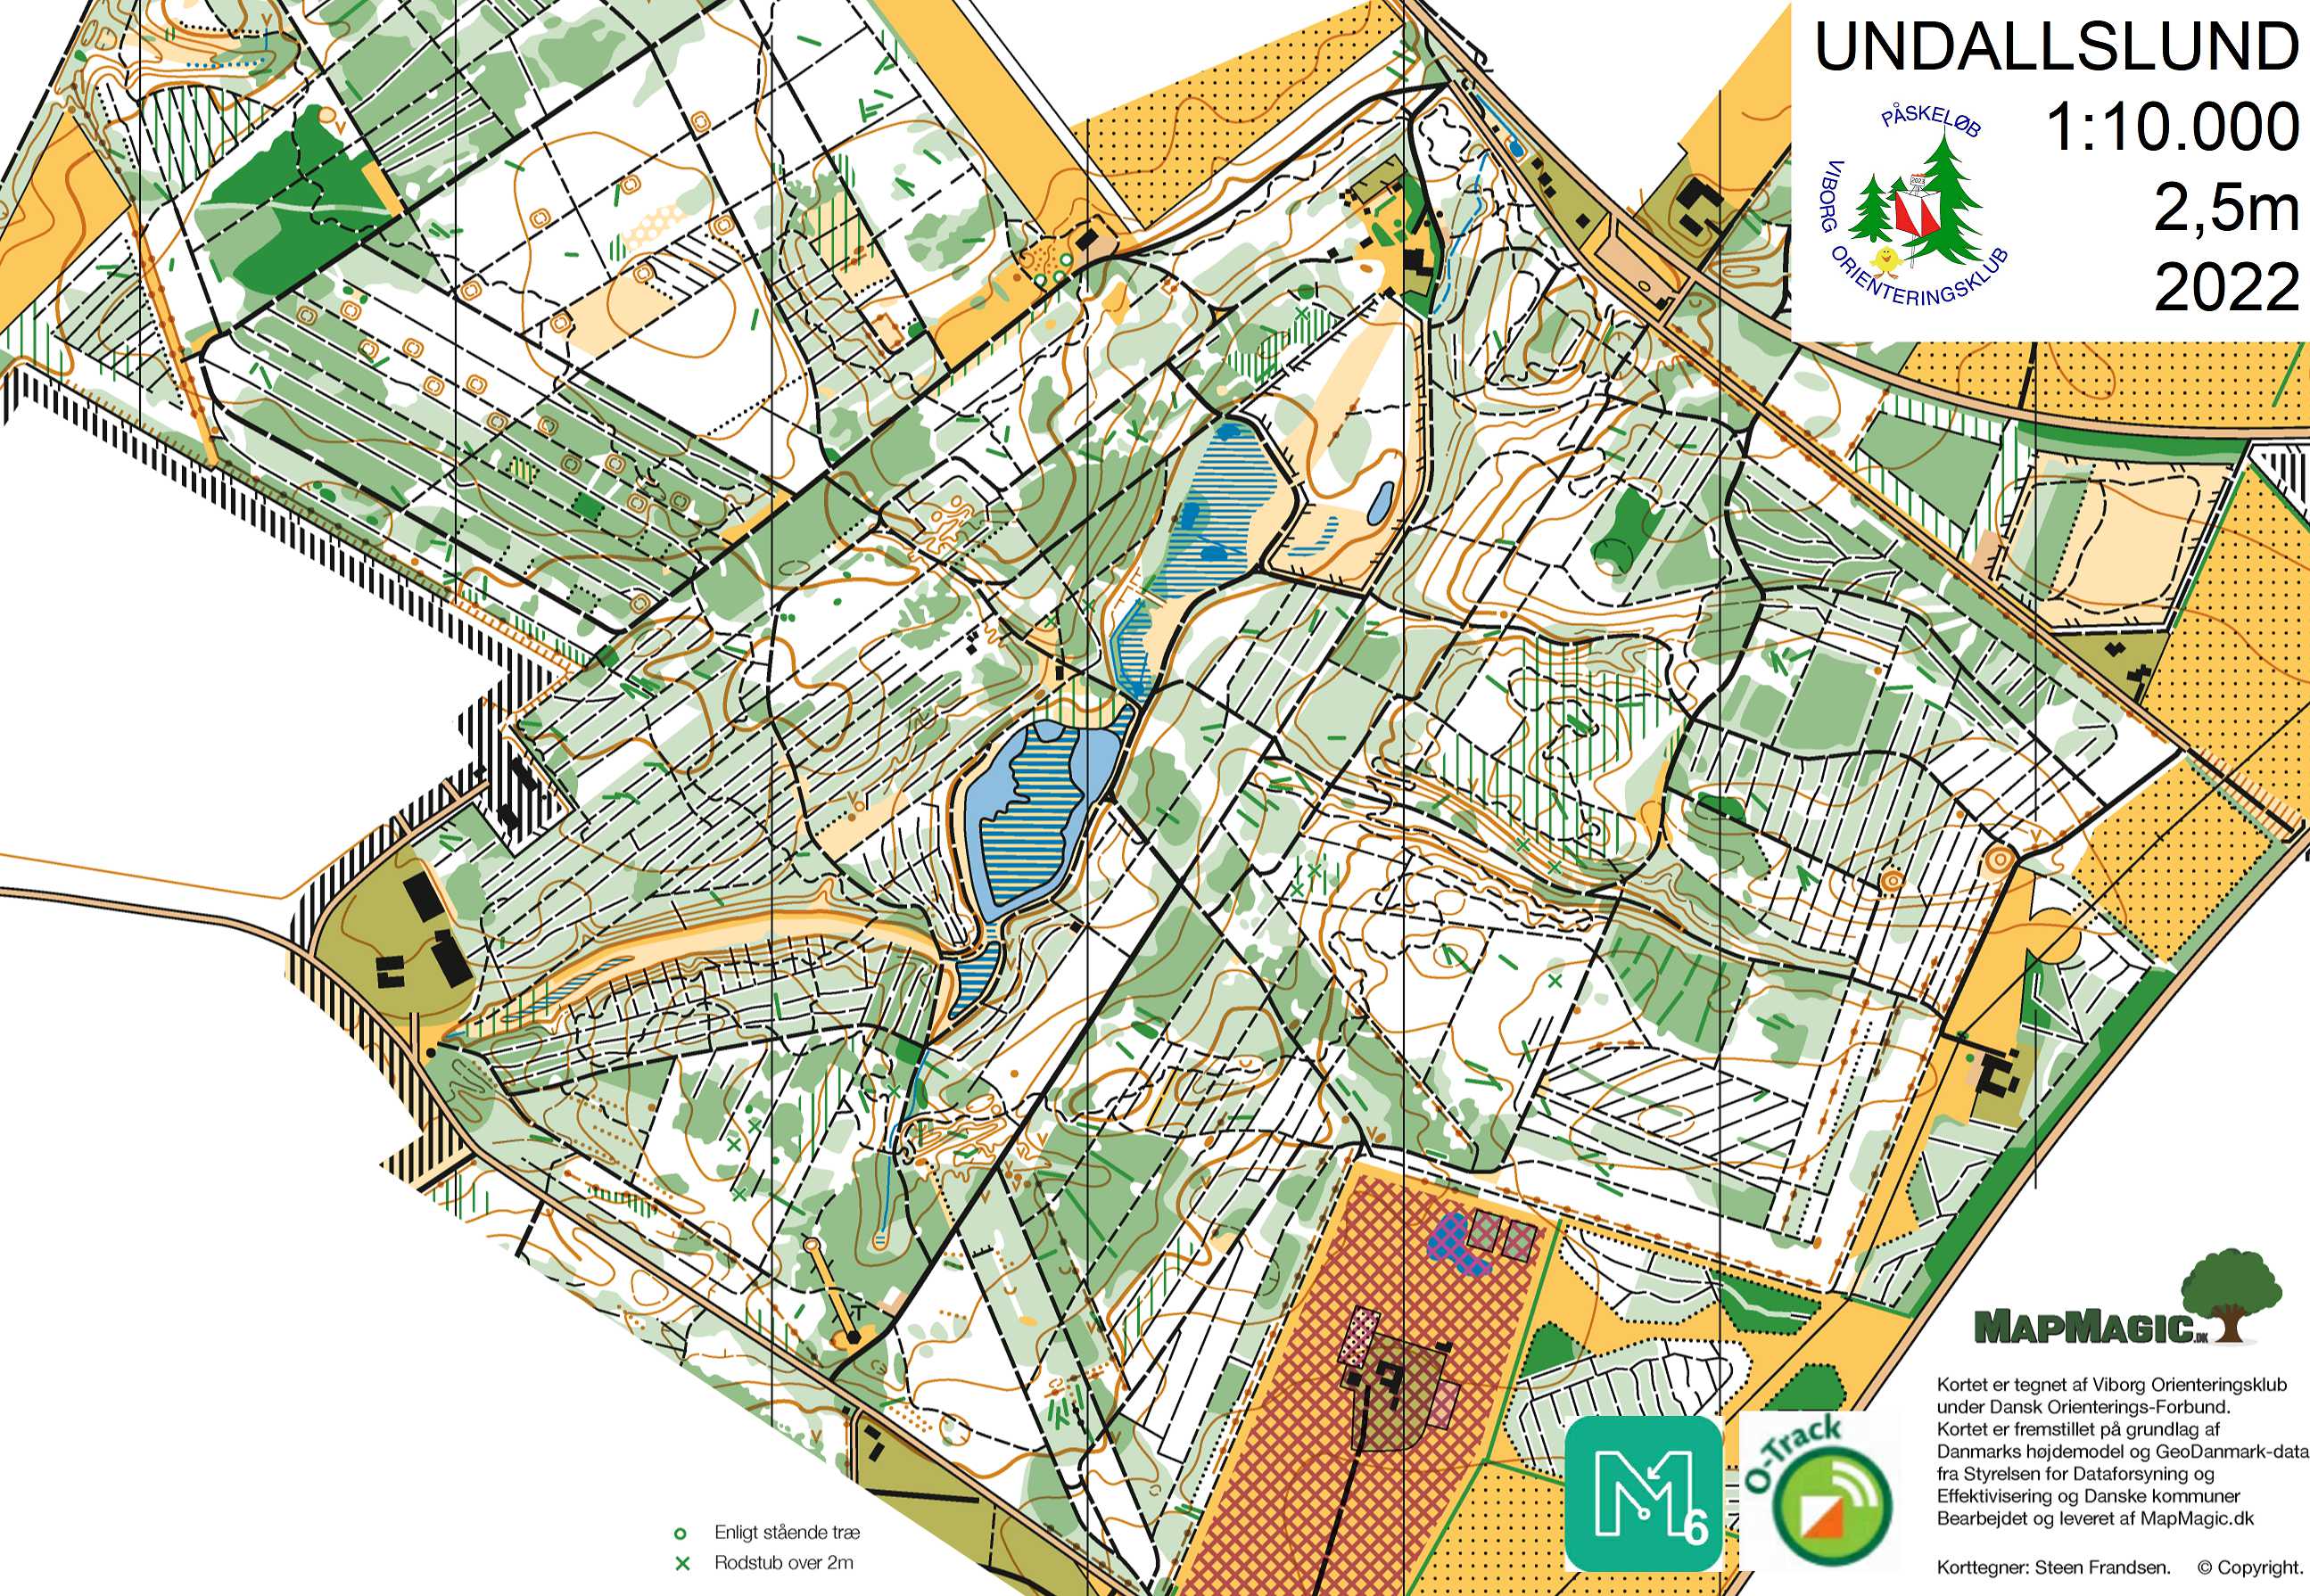 UNDALLSLUND
1:10.000
2,5m
2022
PÅSKELØB
2023
VIBORG ORIENTERINGSKLUB
MAPMAGIC.DK
Kortet er tegnet af Viborg Orienteringsklub
under Dansk Orienterings-Forbund.
Kortet er fremstillet på grundlag af
Danmarks højdemodel og GeoDanmark-data
fra Styrelsen for Dataforsyning og
Effektivisering og Danske kommuner
Bearbejdet og leveret af MapMagic.dk
Korttegner: Steen Frandsen. © Copyright.
O-Track
M6
Enligt stående træ
Rodstub over 2m